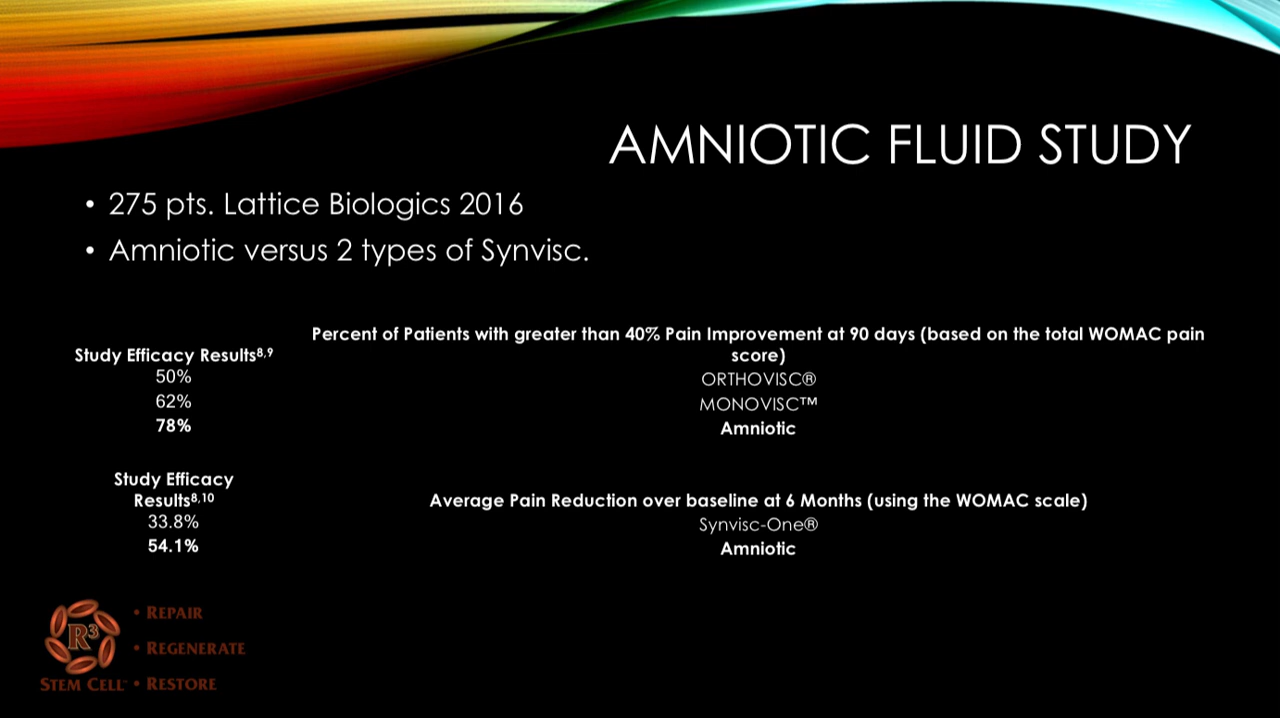 AMNIOTIC FLUID STUDY
• 275 pts. Lattice Biologics 2016
• Amniotic versus 2 types of Synvisc.
Study Efficacy Results8,9
Percent of Patients with greater than 40% Pain Improvement at 90 days (based on the total WOMAC pain
score)
50% ORTHOVISC®
62% MONOVISC™
78% Amniotic
Study Efficacy
Results8,10
Average Pain Reduction over baseline at 6 Months (using the WOMAC scale)
33.8% Synvisc-One®
54.1% Amniotic
R3
STEM CELL™
• REPAIR
• REGENERATE
• RESTORE